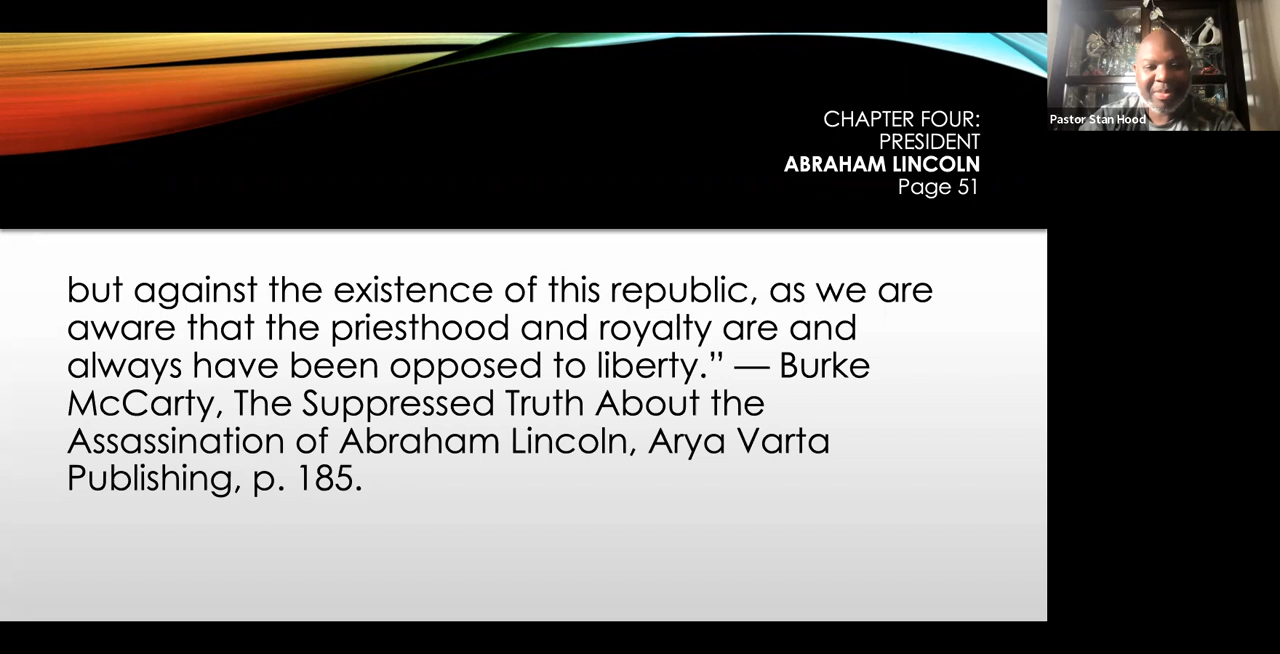 CHAPTER FOUR:
PRESIDENT
ABRAHAM LINCOLN
Page 51
Pastor Stan Hood
but against the existence of this republic, as we are
aware that the priesthood and royalty are and
always have been opposed to liberty.” — Burke
McCarty, The Suppressed Truth About the
Assassination of Abraham Lincoln, Arya Varta
Publishing, p. 185.